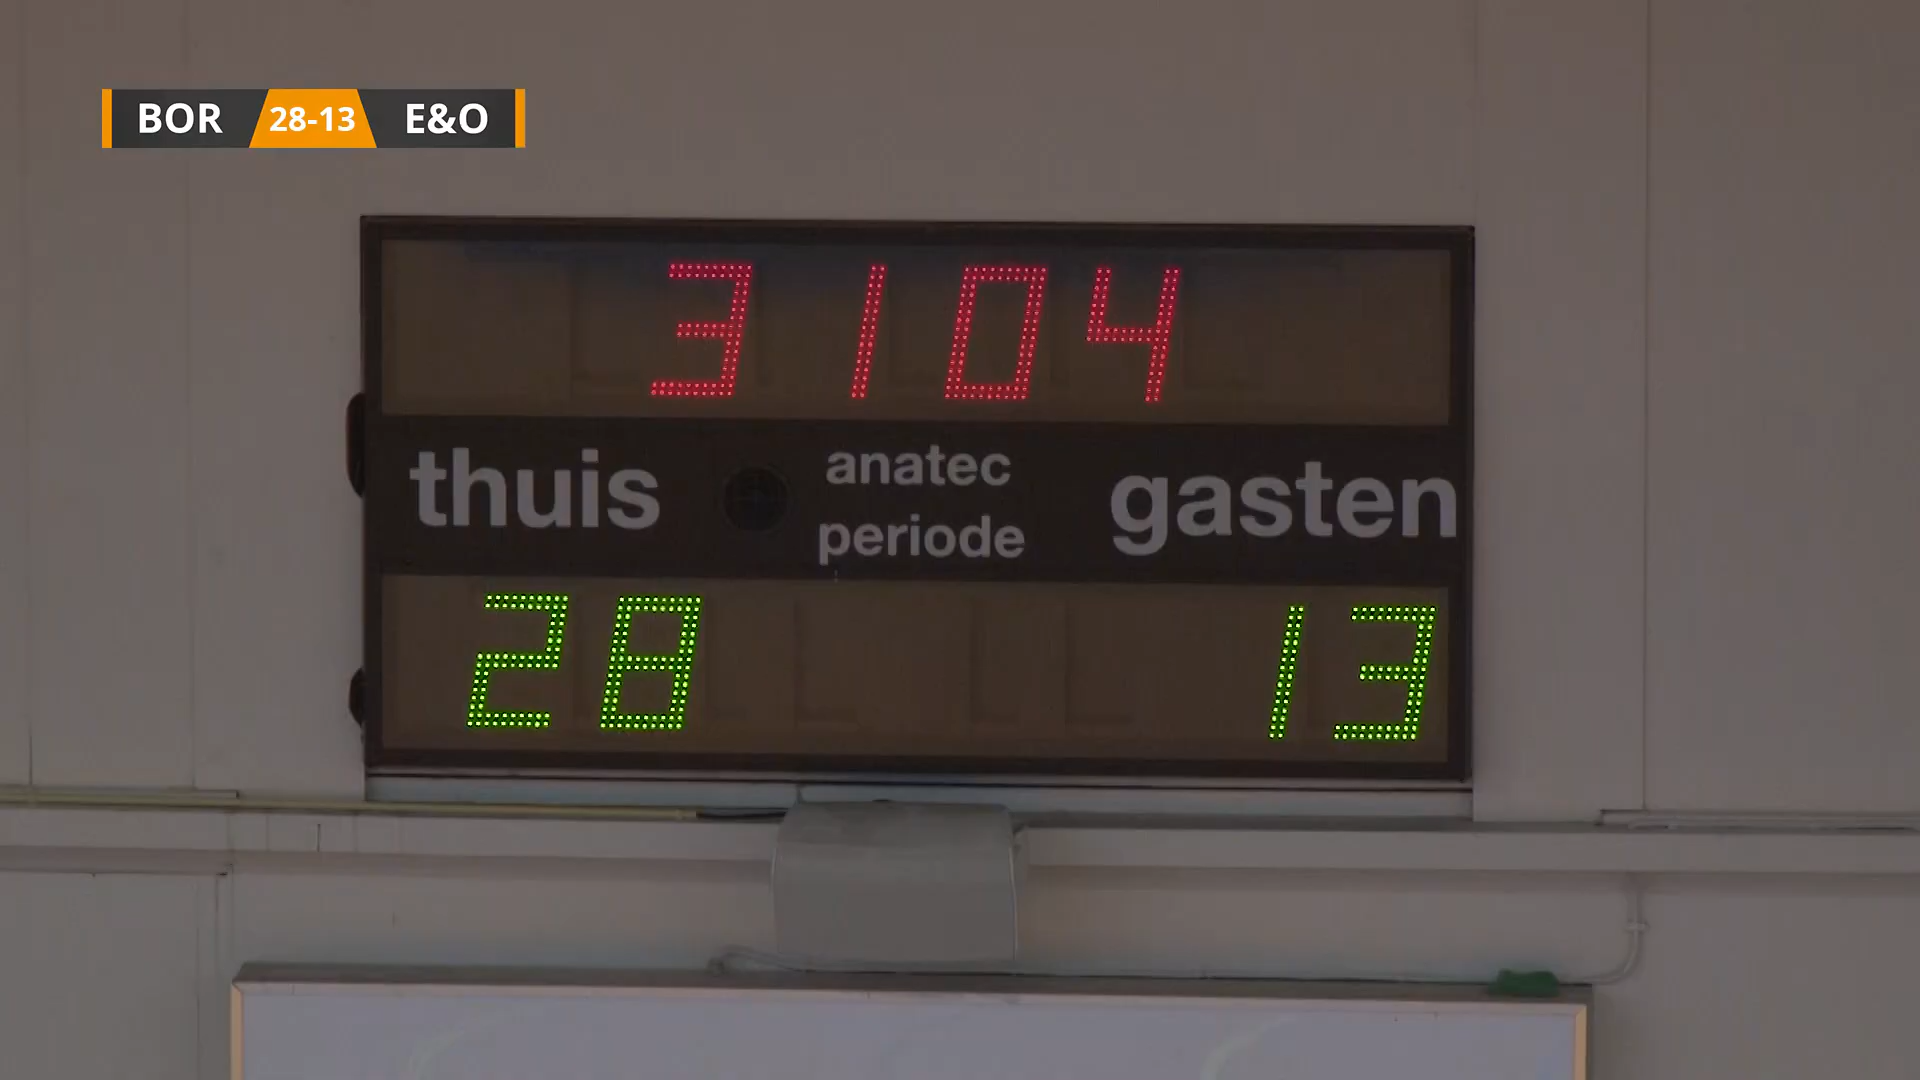 BOR 28-13 E&O
3104
thuis anatec gasten
periode
28 13